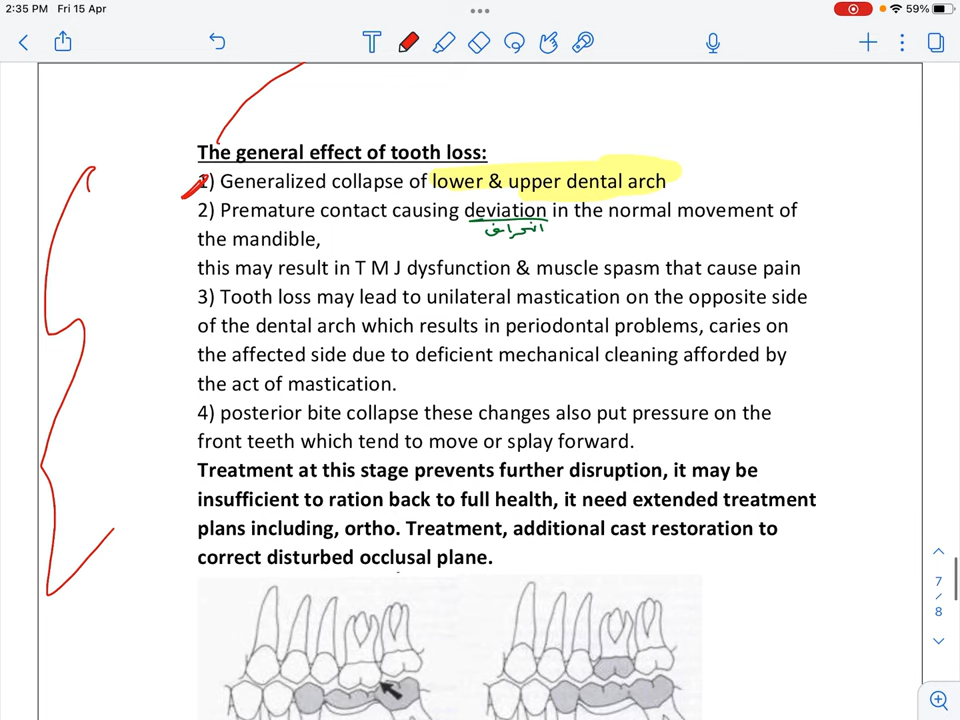 2:35 PM Fri 15 Apr
59%
The general effect of tooth loss:
1) Generalized collapse of lower & upper dental arch
2) Premature contact causing deviation in the normal movement of
انحراف
the mandible,
this may result in T M J dysfunction & muscle spasm that cause pain
3) Tooth loss may lead to unilateral mastication on the opposite side
of the dental arch which results in periodontal problems, caries on
the affected side due to deficient mechanical cleaning afforded by
the act of mastication.
4) posterior bite collapse these changes also put pressure on the
front teeth which tend to move or splay forward.
Treatment at this stage prevents further disruption, it may be
insufficient to ration back to full health, it need extended treatment
plans including, ortho. Treatment, additional cast restoration to
correct disturbed occlusal plane.
7
/
8